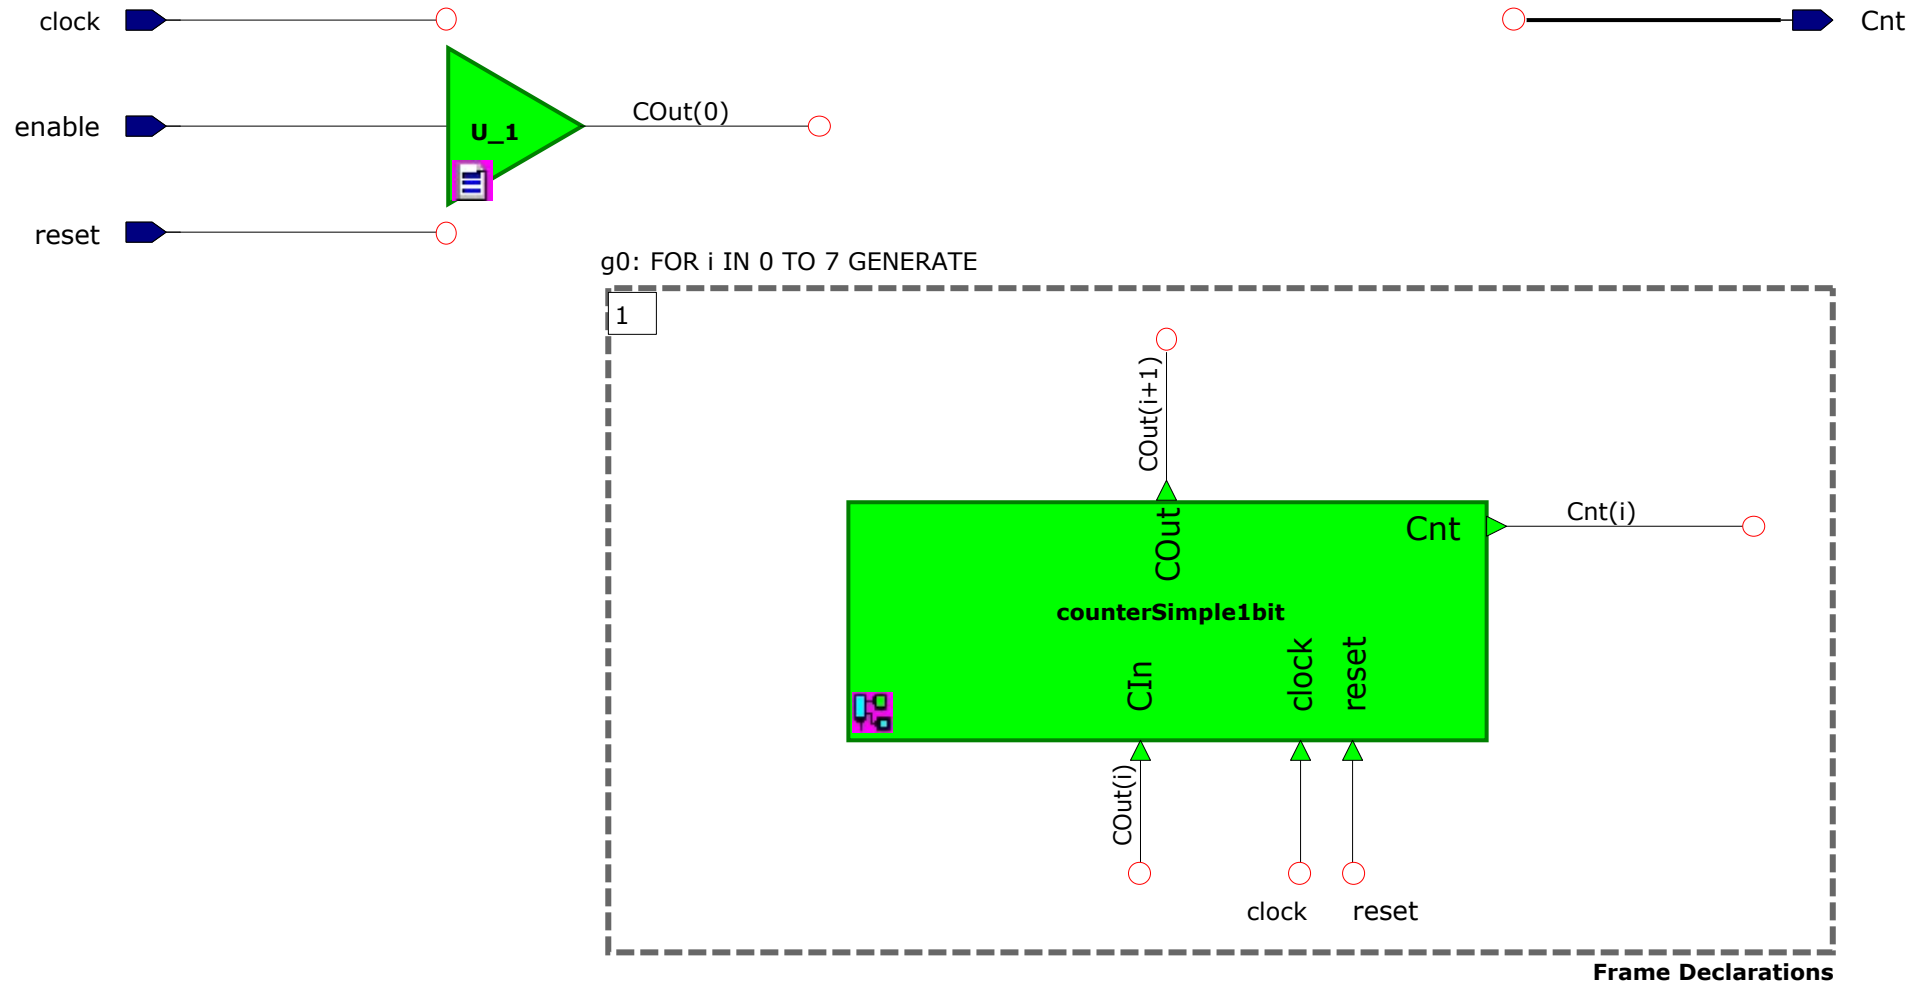 clock
Cnt
enable
U_1
COut(0)
reset
g0: FOR i IN 0 TO 7 GENERATE
1
COut(i+1)
COut
Cnt
Cnt(i)
counterSimple1bit
CIn
clock
reset
COut(i)
clock
reset
Frame Declarations